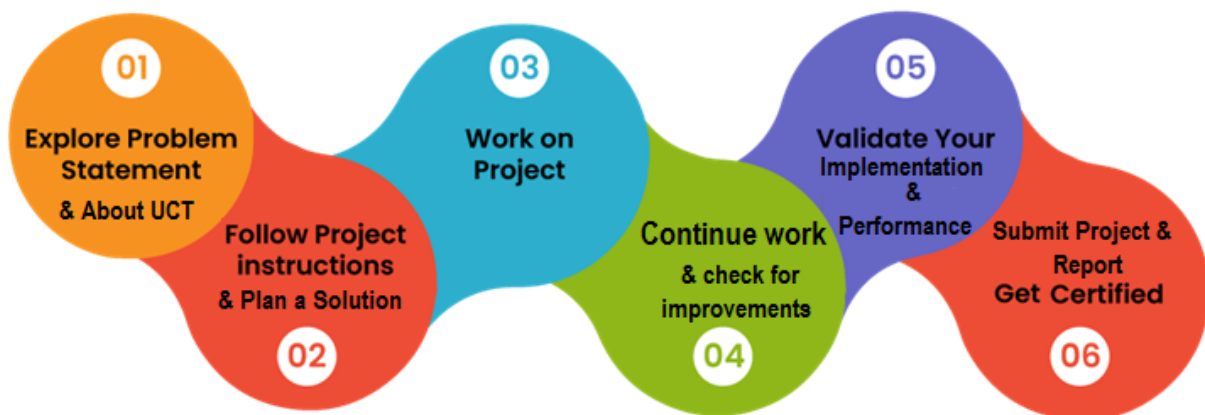 01
Explore Problem
Statement
& About UCT
Follow Project
instructions
& Plan a Solution
02
03
Work on
Project
Continue work
& check for
improvements
04
05
Validate Your
Implementation
&
Performance
Submit Project &
Report
Get Certified
06